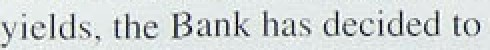 yields, the Bank has decided to